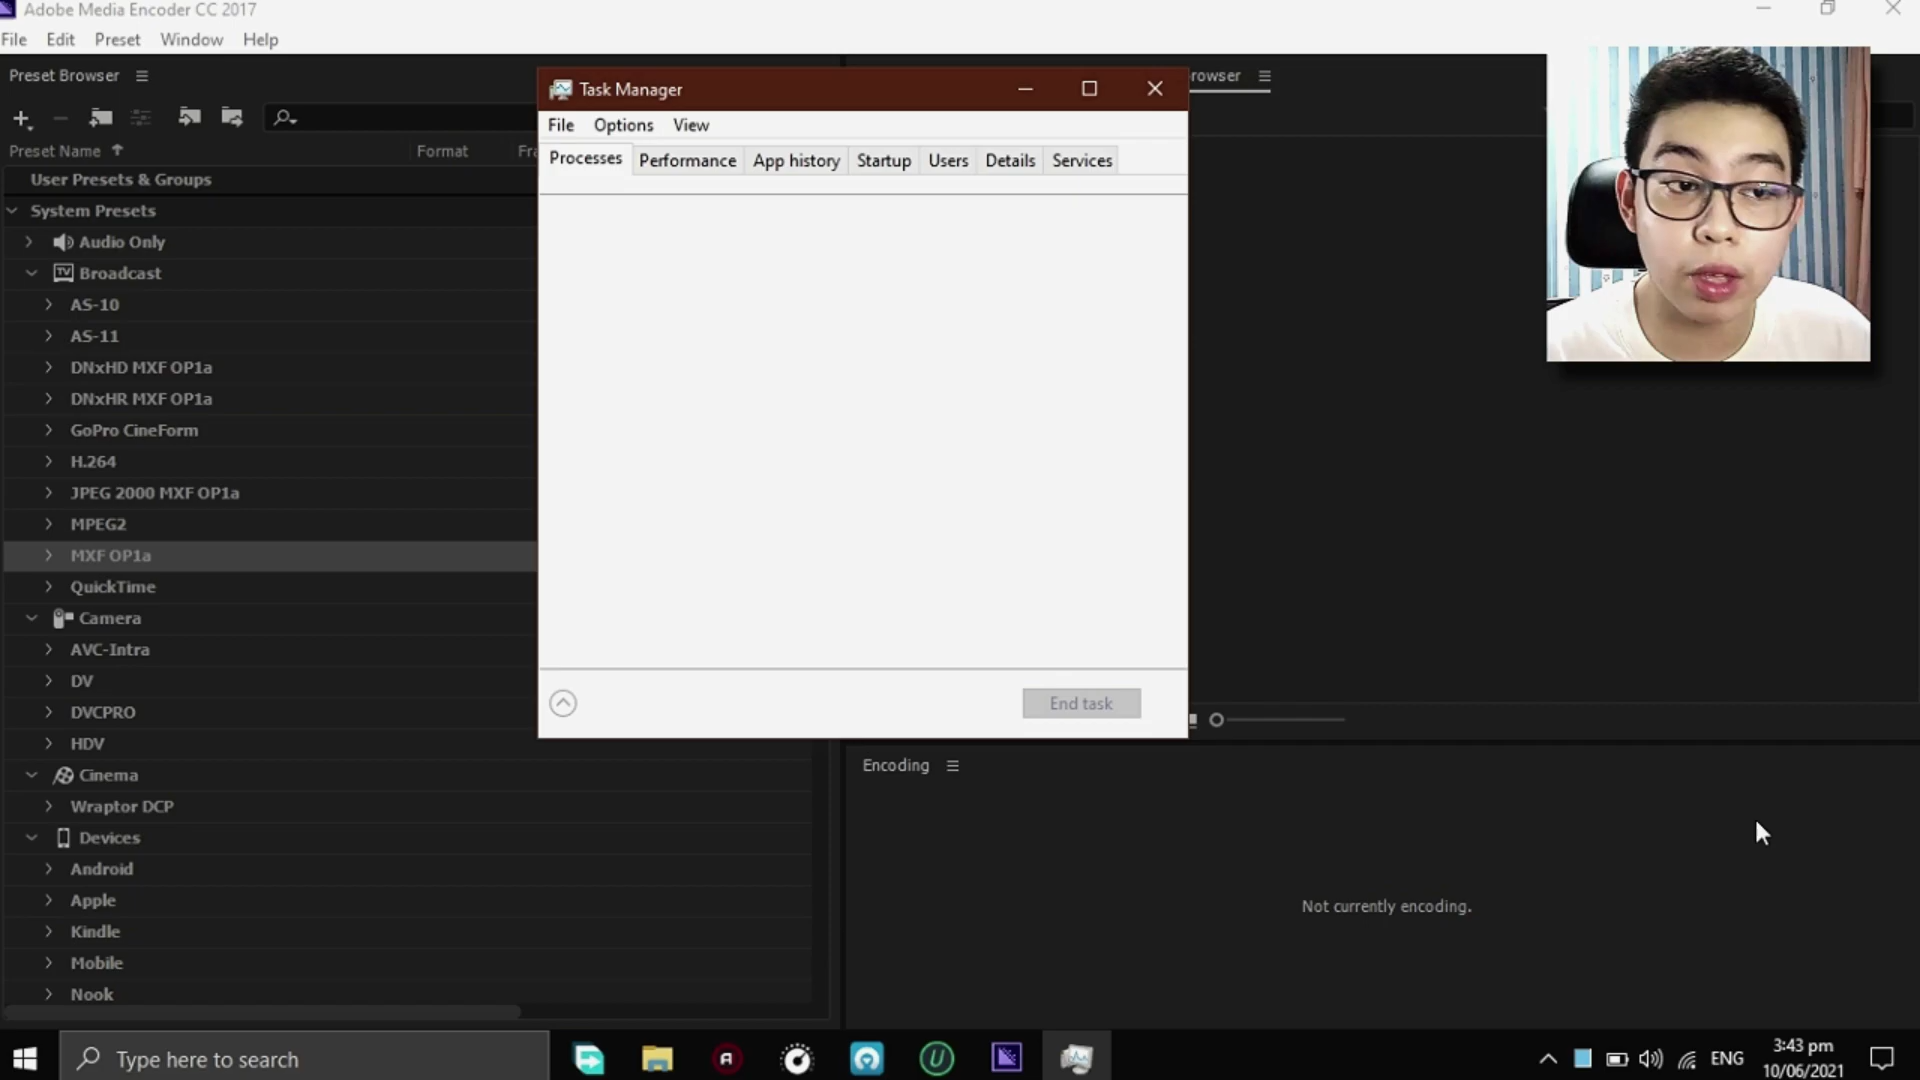 Adobe Media Encoder CC 2017
File Edit Preset Window Help
Preset Browser
Preset Name Format
User Presets & Groups
System Presets
Audio Only
Broadcast
TV
AS-10
AS-11
DNxHD MXF OP1a
DNxHR MXF OP1a
GoPro CineForm
H.264
JPEG 2000 MXF OP1a
MPEG2
MXF OP1a
QuickTime
Camera
AVC-Intra
DV
DVCPRO
HDV
Cinema
Wraptor DCP
Devices
Android
Apple
Kindle
Mobile
Nook
Task Manager
File Options View
Processes Performance App history Startup Users Details Services
End task
rowser
Encoding
Not currently encoding.
Type here to search
ENG
3:43 pm
10/06/2021